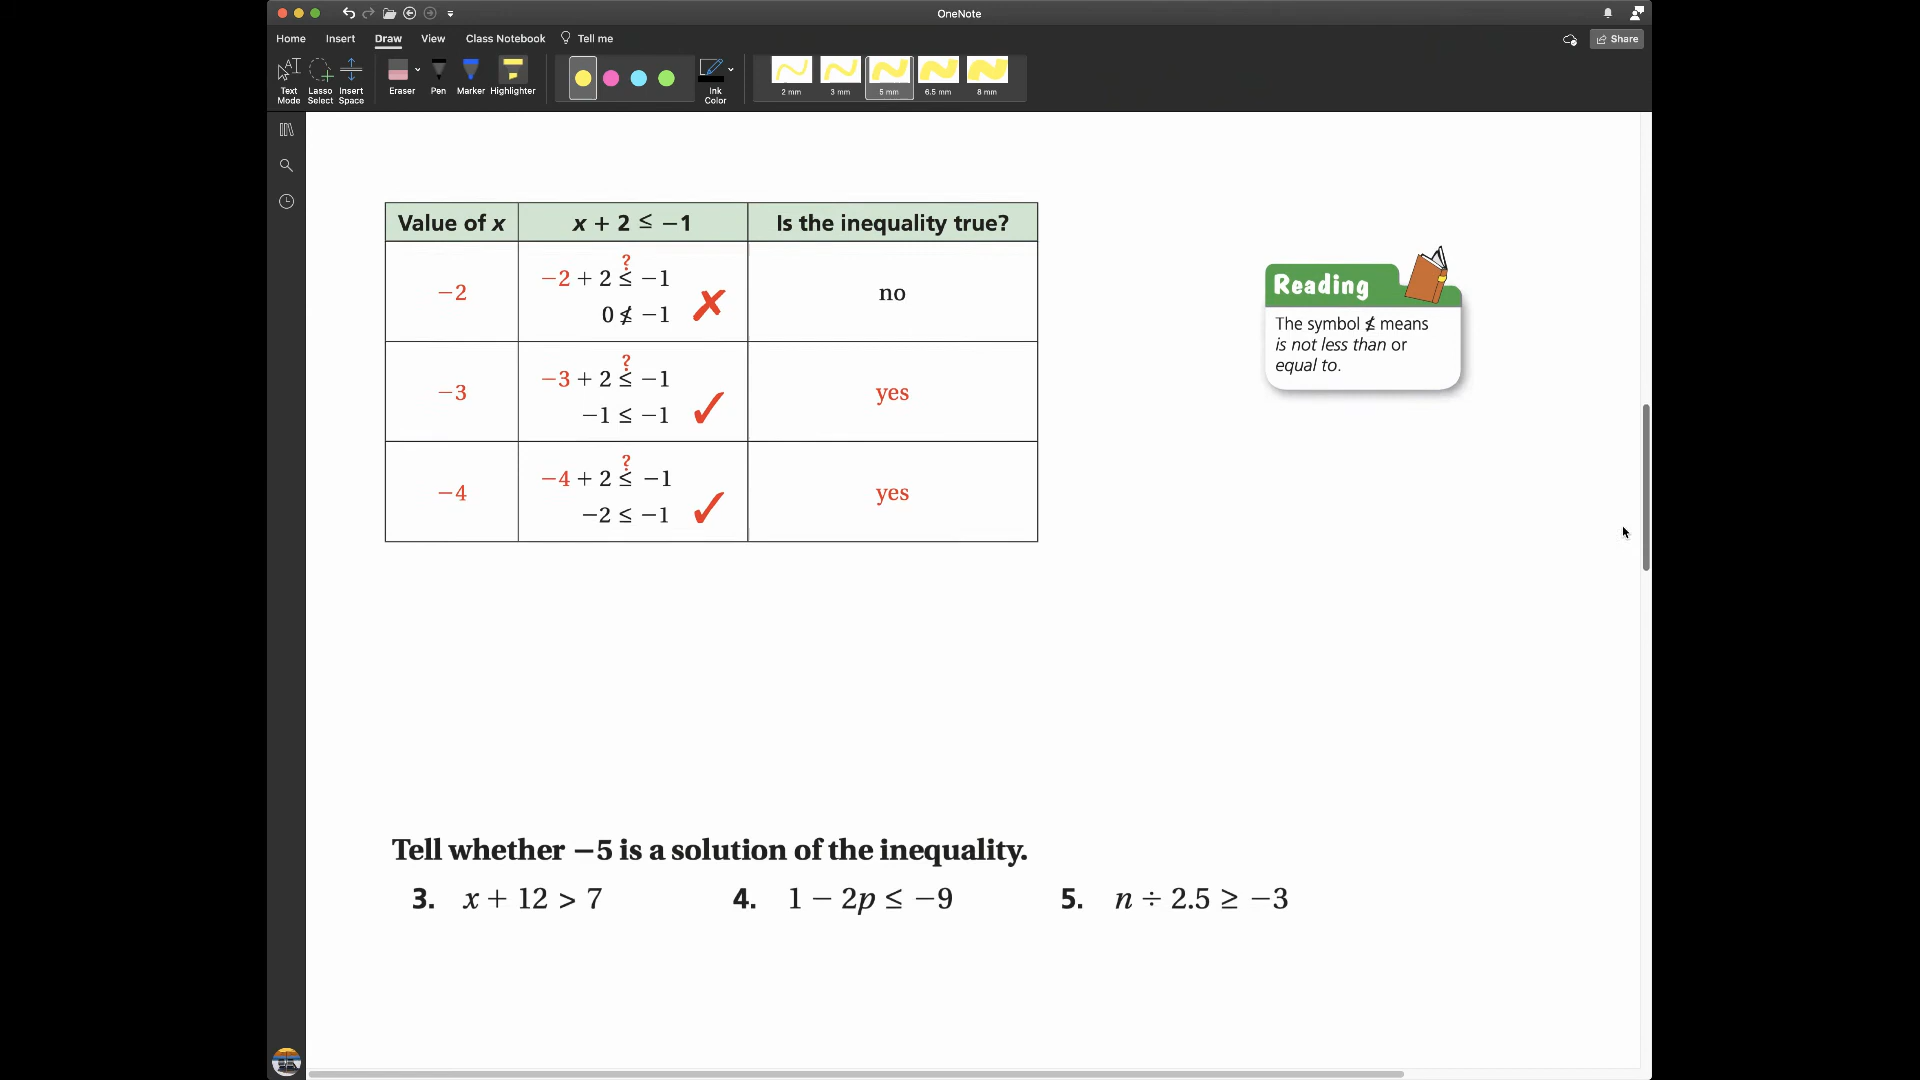 OneNote
Home Insert Draw View Class Notebook Tell me Share
Text Mode Lasso Select Insert Space Eraser Pen Marker Highlighter Ink Color 2 mm 3 mm 5 mm 6.5 mm 8 mm
Value of x x + 2 ≤ −1 Is the inequality true?
−2 −2 + 2 ≤? −1 no
0 ≰ −1 ✗
−3 −3 + 2 ≤? −1 yes
−1 ≤ −1 ✓
−4 −4 + 2 ≤? −1 yes
−2 ≤ −1 ✓
Reading
The symbol ≰ means
is not less than or
equal to.
Tell whether −5 is a solution of the inequality.
3. x + 12 > 7 4. 1 − 2p ≤ −9 5. n ÷ 2.5 ≥ −3